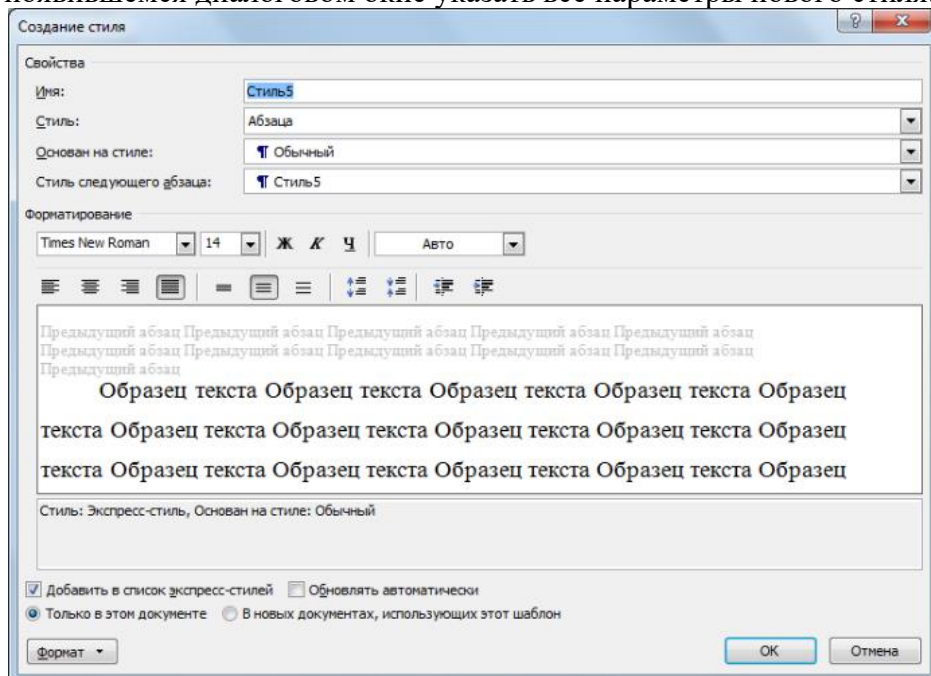 появившемся диалоговом окне указать все параметры нового стиля
Создание стиля
Свойства
Имя: Стиль5
Стиль: Абзаца
Основан на стиле: ¶ Обычный
Стиль следующего абзаца: ¶ Стиль5
Форматирование
Times New Roman 14 Ж К Ч Авто
Предыдущий абзац Предыдущий абзац Предыдущий абзац Предыдущий абзац Предыдущий абзац
Предыдущий абзац Предыдущий абзац Предыдущий абзац Предыдущий абзац Предыдущий абзац
Предыдущий абзац
Образец текста Образец текста Образец текста Образец текста Образец
текста Образец текста Образец текста Образец текста Образец текста Образец
текста Образец текста Образец текста Образец текста Образец текста Образец
Стиль: Экспресс-стиль, Основан на стиле: Обычный
Добавить в список экспресс-стилей Обновлять автоматически
Только в этом документе В новых документах, использующих этот шаблон
Формат OK Отмена